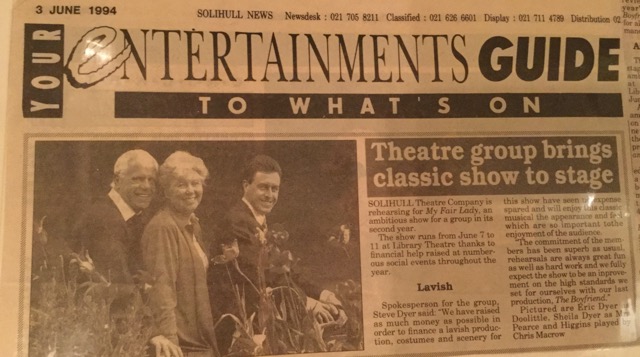 3 JUNE 1994
SOLIHULL NEWS Newsdesk : 021 705 8211 Classified : 021 626 6601 Display : 021 711 4789 Distribution 02
YOUR
eNTERTAINMENTS GUIDE
TO WHAT'S ON
Theatre group brings
classic show to stage
SOLIHULL Theatre Company is
rehearsing for My Fair Lady, an
ambitious show for a group in its
second year.
The show runs from June 7 to
11 at Library Theatre thanks to
financial help raised at number-
ous social events throughout the
year.
Lavish
Spokesperson for the group,
Steve Dyer said: "We have raised
as much money as possible in
order to finance a lavish produc-
tion, costumes and scenery for
this show have seen expense
spared and will enjoy this classic
musical the appearance and
which are so important tothe
enjoyment of the audience.
"The commitment of the mem-
bers has been superb as usual,
rehearsals are always great fun
as well as hard work and we fully
expect the show to be an improve-
ment on the high standards we
set for ourselves with our last
production, The Boyfriend."
Pictured are Eric Dyer
Doolittle, Sheila Dyer as
Pearce and Higgins played by
Chris Macrow